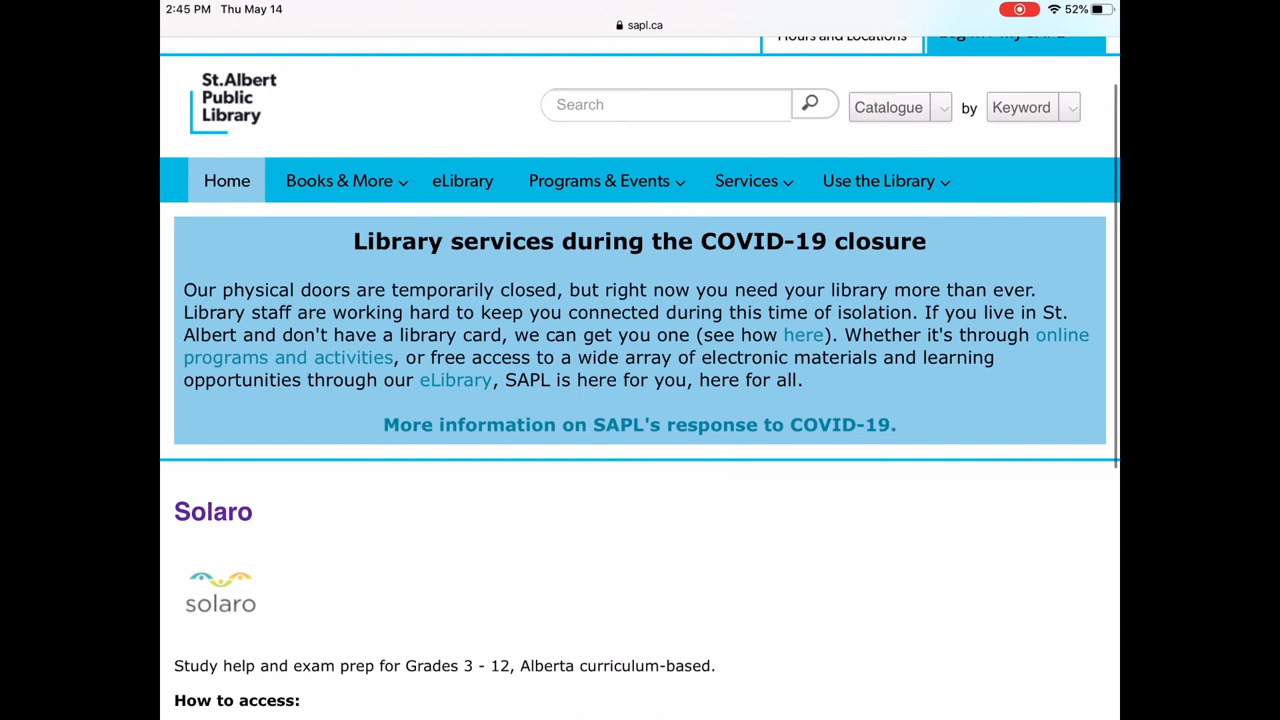 2:45 PM Thu May 14
52%
sapl.ca
Hours and Locations
St.Albert
Public
Library
Search
Catalogue by Keyword
Home Books & More eLibrary Programs & Events Services Use the Library
Library services during the COVID-19 closure
Our physical doors are temporarily closed, but right now you need your library more than ever.
Library staff are working hard to keep you connected during this time of isolation. If you live in St.
Albert and don't have a library card, we can get you one (see how here). Whether it's through online
programs and activities, or free access to a wide array of electronic materials and learning
opportunities through our eLibrary, SAPL is here for you, here for all.
More information on SAPL's response to COVID-19.
Solaro
solaro
Study help and exam prep for Grades 3 - 12, Alberta curriculum-based.
How to access: